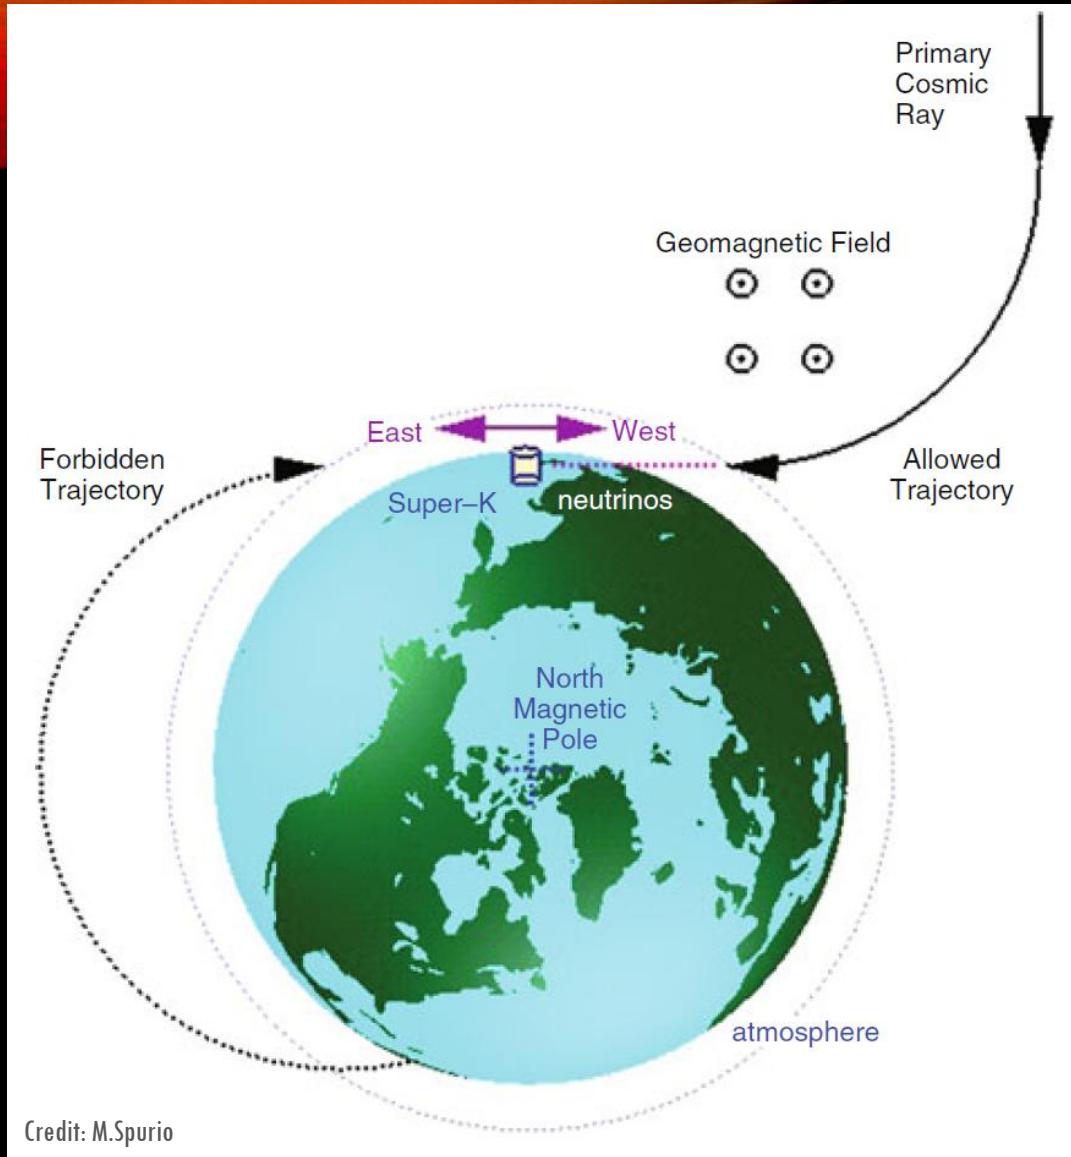 Primary
Cosmic
Ray
Geomagnetic Field
East
West
Forbidden
Trajectory
Allowed
Trajectory
Super–K
neutrinos
North
Magnetic
Pole
atmosphere
Credit: M.Spurio